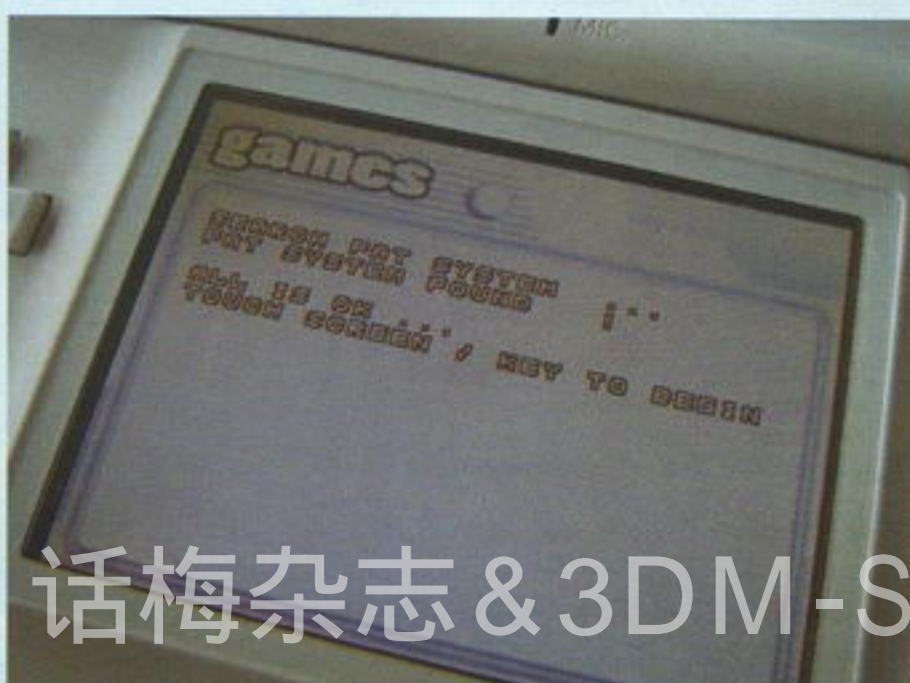 MIC.
games
SEARCH FAT SYSTEM ...
FAT SYSTEM FOUND !
ALL IS OK ...
TOUCH SCREEN / KEY TO BEGIN
话梅杂志&3DM-S